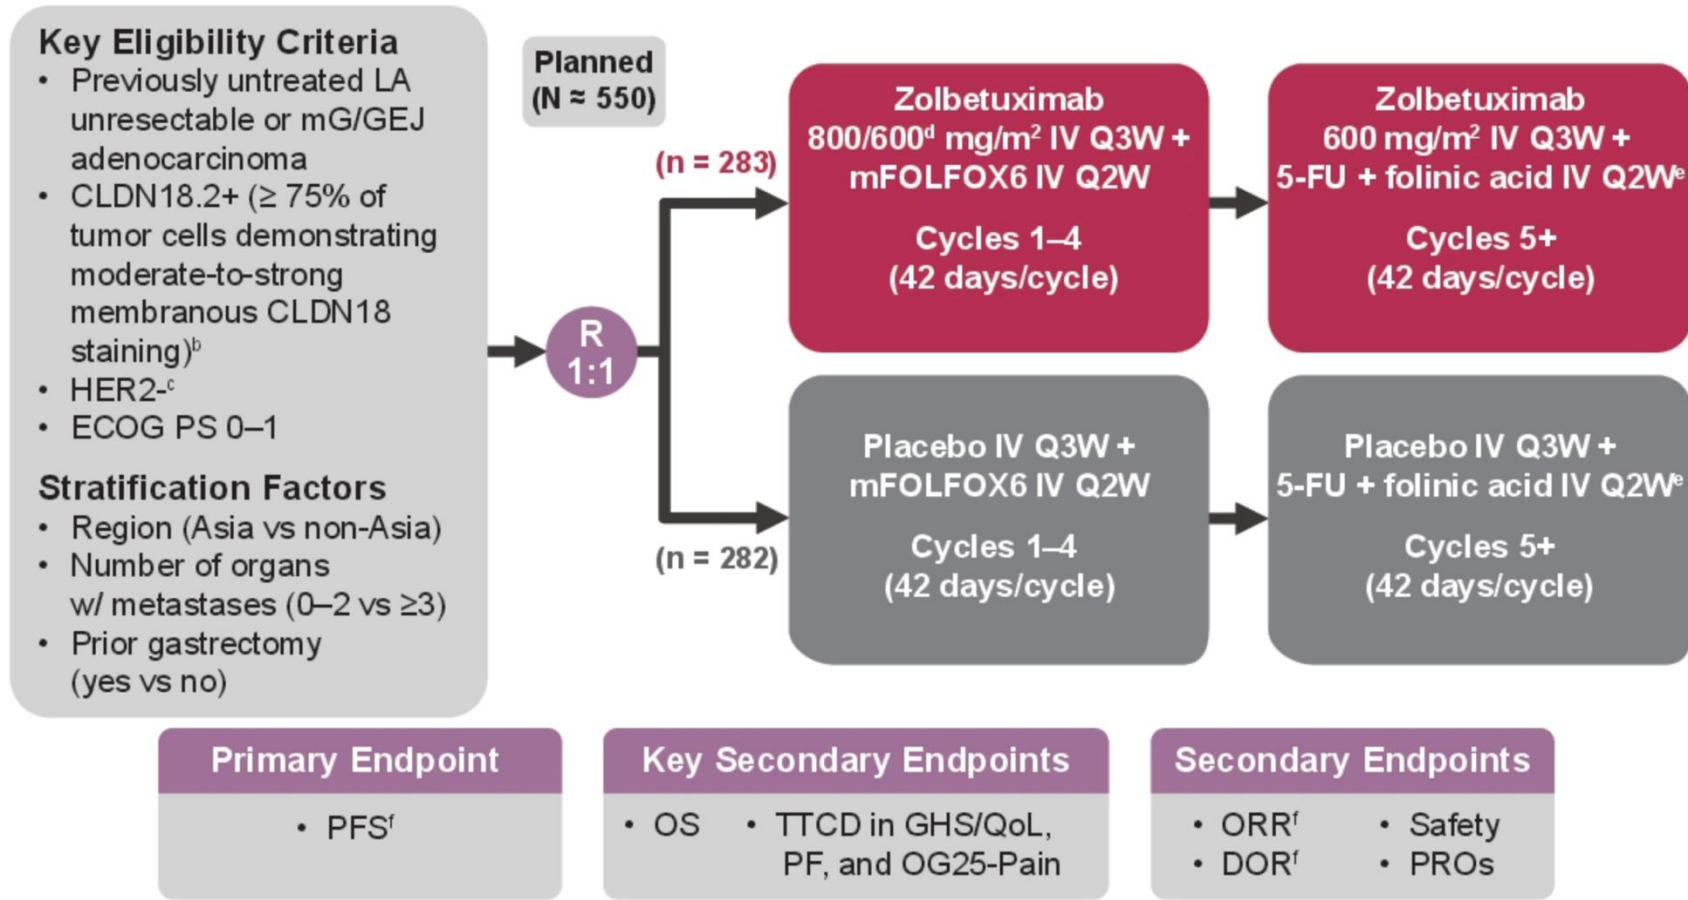 Key Eligibility Criteria
• Previously untreated LA
unresectable or mG/GEJ
adenocarcinoma
• CLDN18.2+ (≥ 75% of
tumor cells demonstrating
moderate-to-strong
membranous CLDN18
staining)ᵇ
• HER2-ᶜ
• ECOG PS 0–1
Stratification Factors
• Region (Asia vs non-Asia)
• Number of organs
w/ metastases (0–2 vs ≥3)
• Prior gastrectomy
(yes vs no)
Planned
(N ≈ 550)
R
1:1
(n = 283)
Zolbetuximab
800/600ᵈ mg/m² IV Q3W +
mFOLFOX6 IV Q2W
Cycles 1–4
(42 days/cycle)
Zolbetuximab
600 mg/m² IV Q3W +
5-FU + folinic acid IV Q2Wᵉ
Cycles 5+
(42 days/cycle)
(n = 282)
Placebo IV Q3W +
mFOLFOX6 IV Q2W
Cycles 1–4
(42 days/cycle)
Placebo IV Q3W +
5-FU + folinic acid IV Q2Wᵉ
Cycles 5+
(42 days/cycle)
Primary Endpoint
• PFSᶠ
Key Secondary Endpoints
• OS
• TTCD in GHS/QoL,
PF, and OG25-Pain
Secondary Endpoints
• ORRᶠ
• DORᶠ
• Safety
• PROs